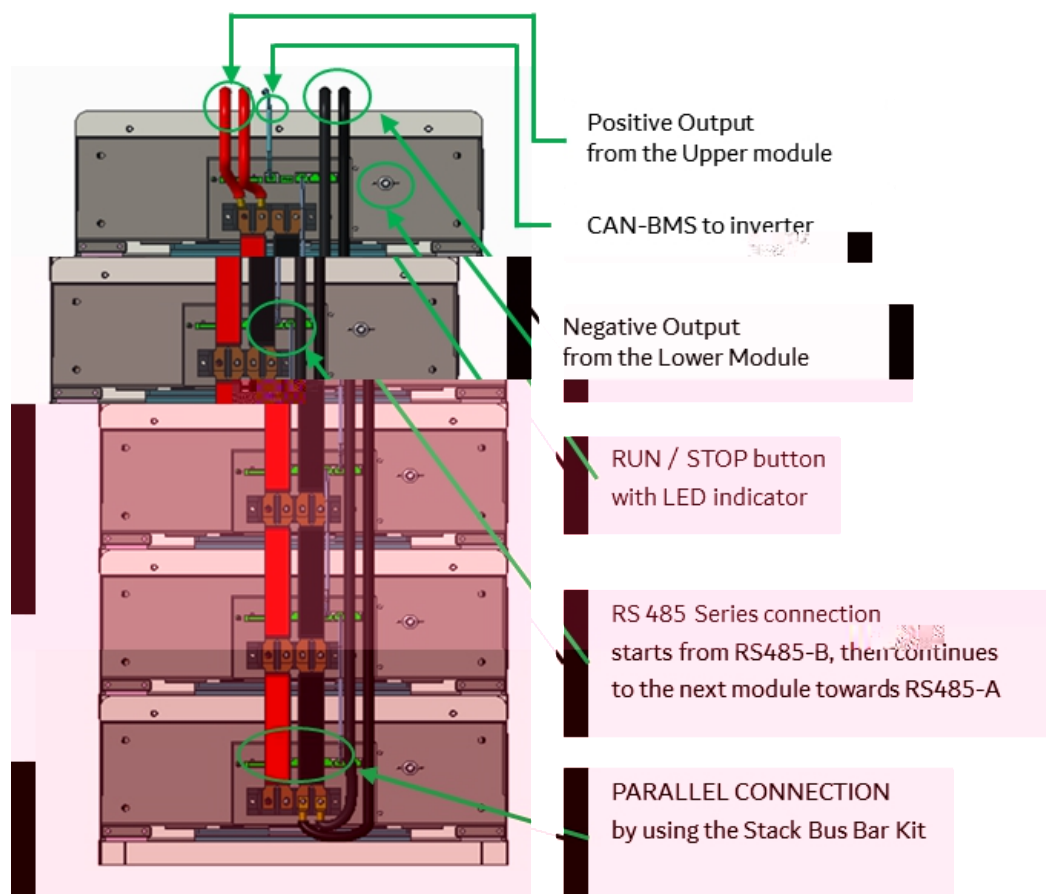 Positive Output
from the Upper module
CAN-BMS to inverter
Negative Output
from the Lower Module
RUN / STOP button
with LED indicator
RS 485 Series connection
starts from RS485-B, then continues
to the next module towards RS485-A
PARALLEL CONNECTION
by using the Stack Bus Bar Kit